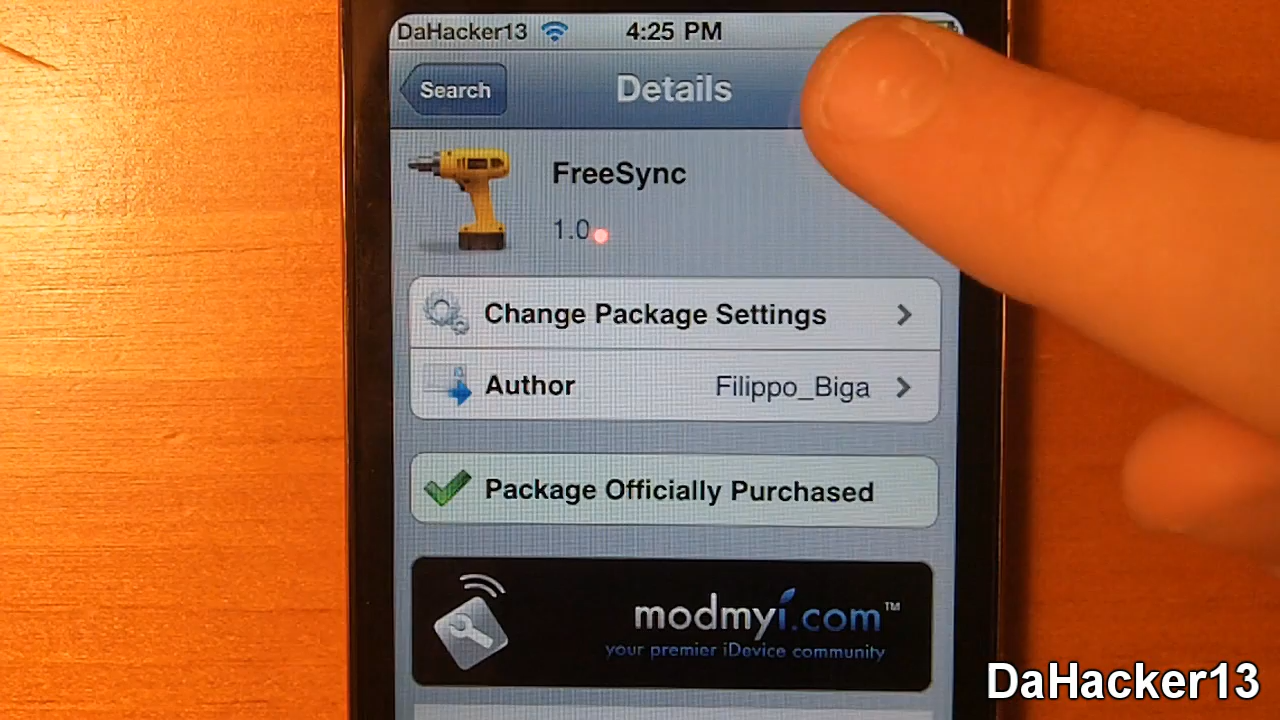 DaHacker13 4:25 PM
Search Details
FreeSync
1.0
Change Package Settings
Author Filippo_Biga
Package Officially Purchased
modmyi.com™
your premier iDevice community
DaHacker13